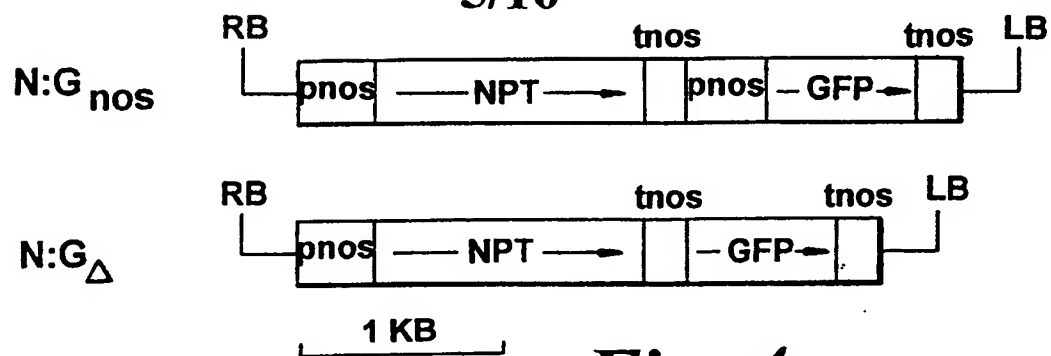 RB tnos tnos LB
N:G nos pnos NPT pnos GFP
RB tnos tnos LB
N:G Δ pnos NPT GFP
1 KB